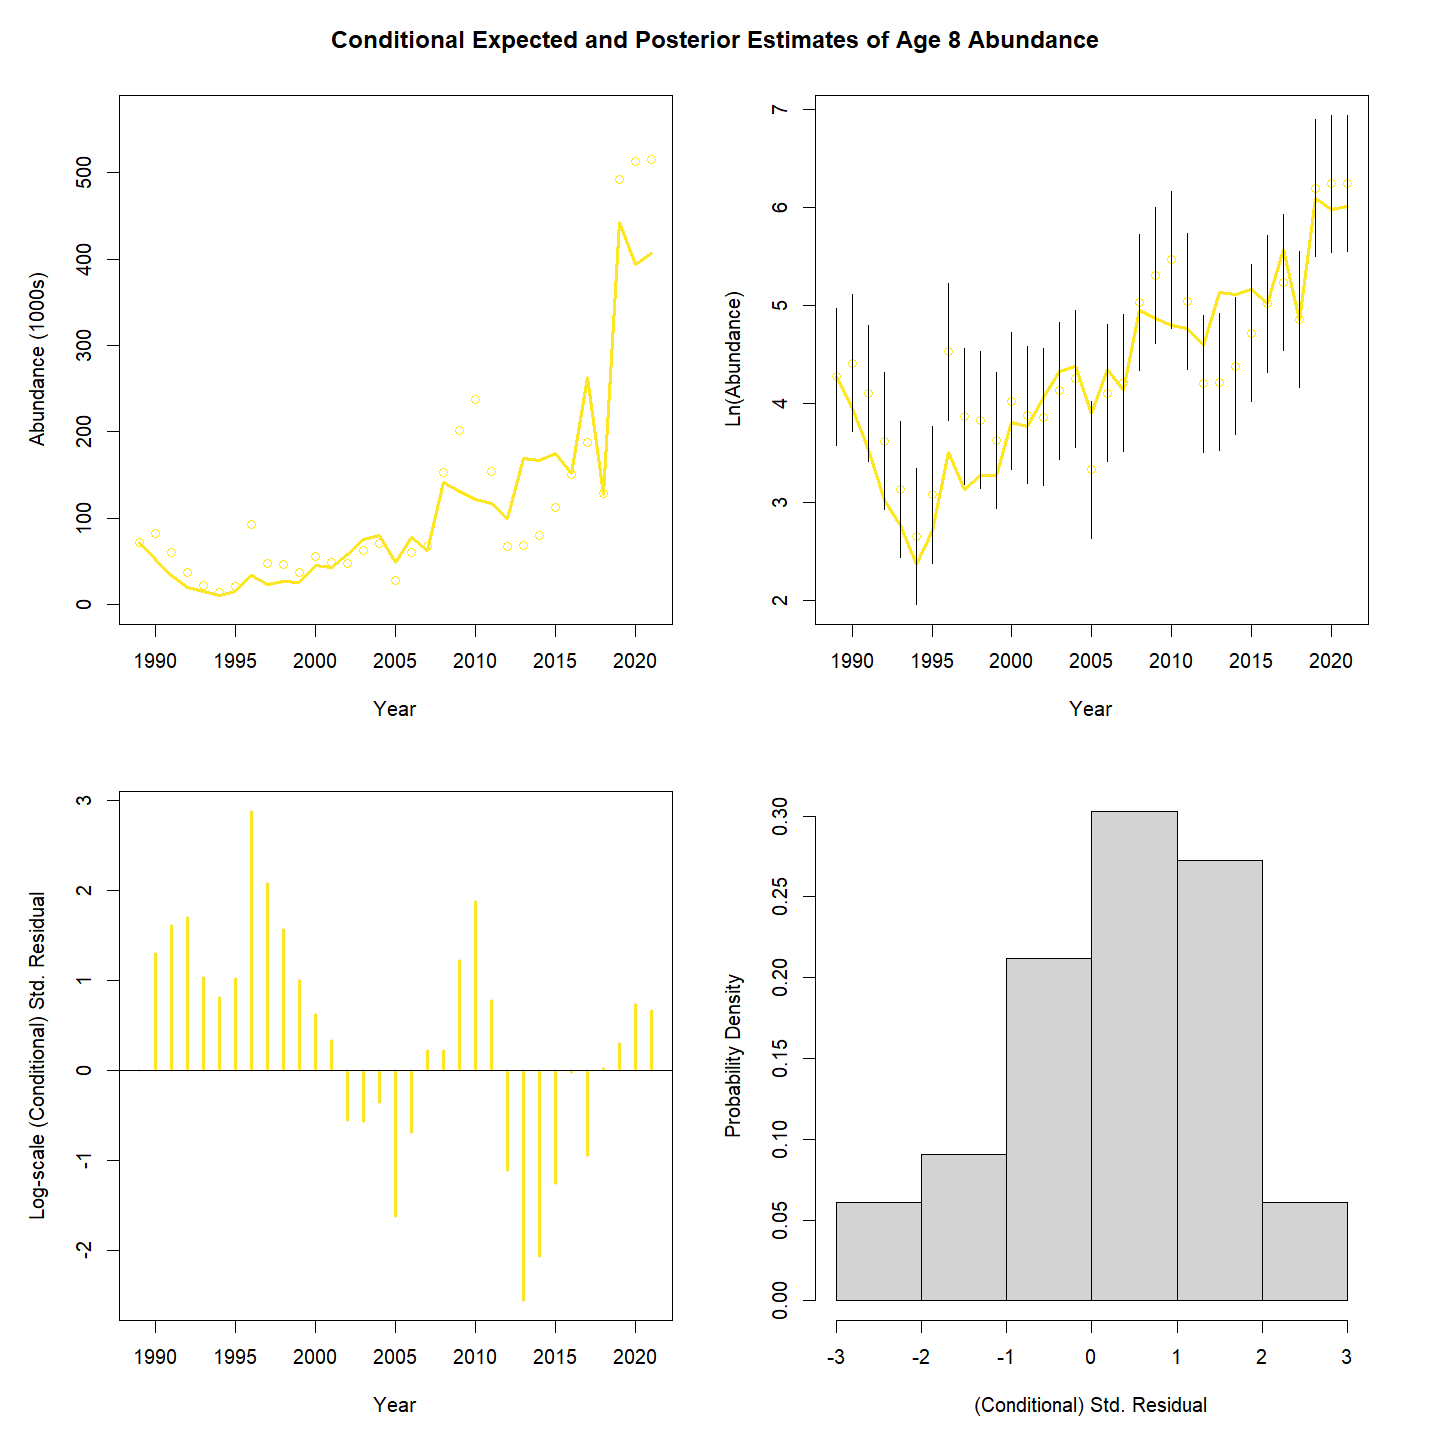 Conditional Expected and Posterior Estimates of Age 8 Abundance
Abundance (1000s)
0 100 200 300 400 500
1990 1995 2000 2005 2010 2015 2020
Year
Ln(Abundance)
2 3 4 5 6 7
1990 1995 2000 2005 2010 2015 2020
Year
Log-scale (Conditional) Std. Residual
-2 -1 0 1 2 3
1990 1995 2000 2005 2010 2015 2020
Year
Probability Density
0.00 0.05 0.10 0.15 0.20 0.25 0.30
-3 -2 -1 0 1 2 3
(Conditional) Std. Residual